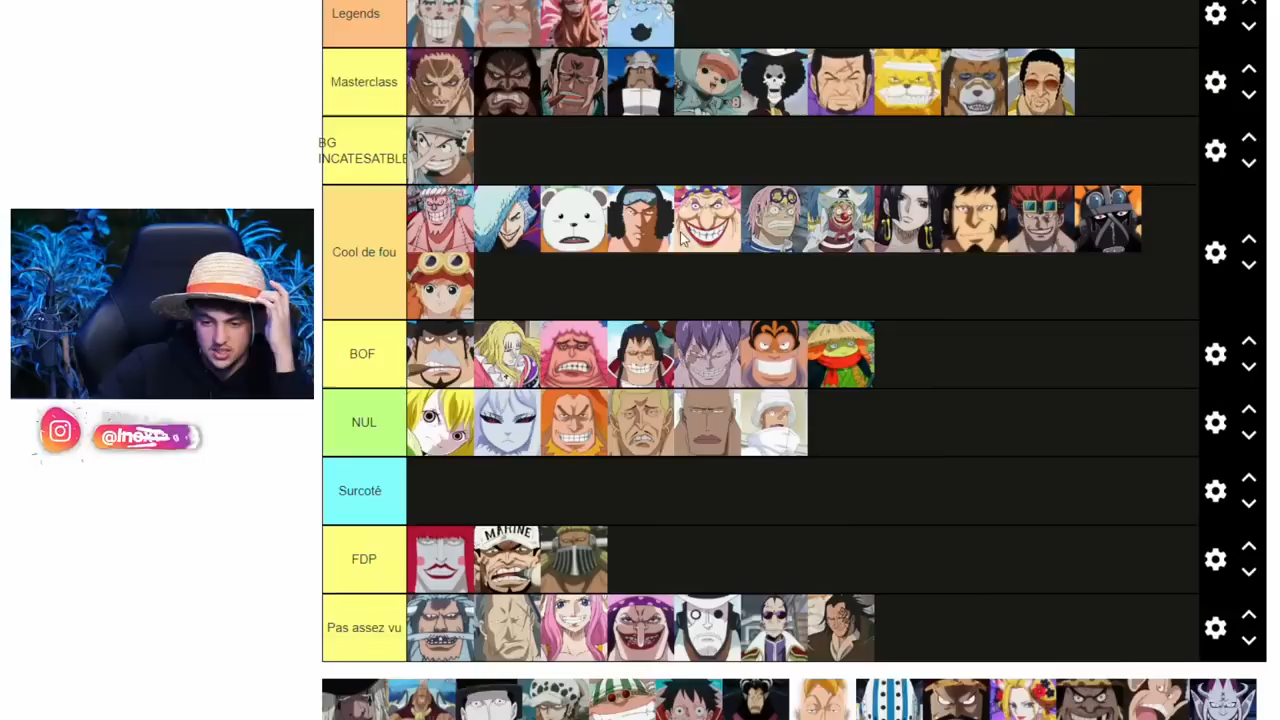 Legends
Masterclass
BG
INCATESATBLE
Cool de fou
BOF
NUL
Surcoté
FDP
MARINE
Pas assez vu